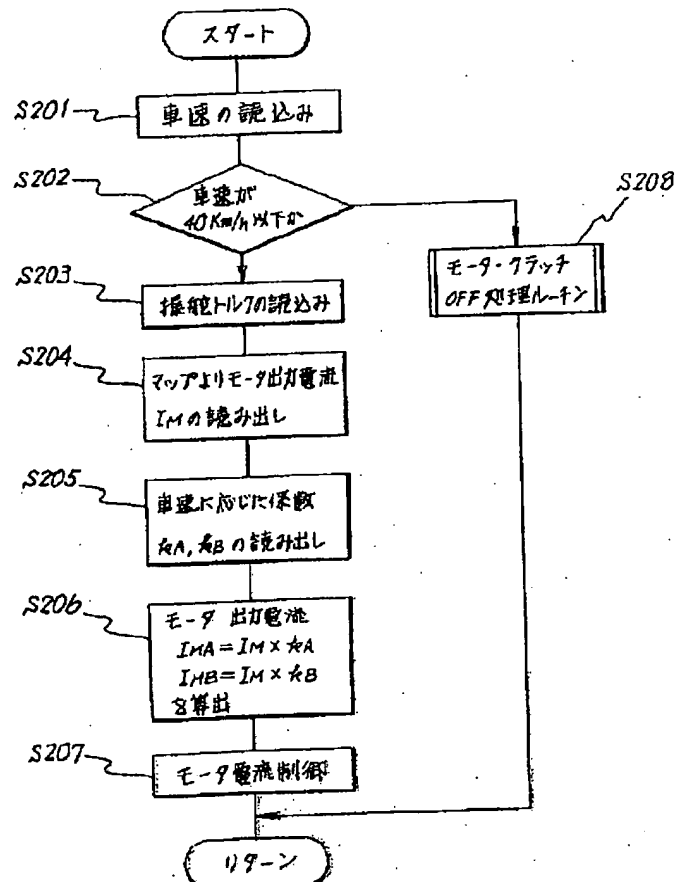 スタート
S201
車速の読込み
S202
車速が
40Km/h以下か
S208
モータ・クラッチ
OFF処理ルーチン
S203
操舵トルクの読込み
S204
マップよりモータ出力電流
IMの読み出し
S205
車速に応じた係数
kA, kBの読み出し
S206
モータ 出力電流
IMA=IM×kA
IMB=IM×kB
を算出
S207
モータ電流制御
リターン